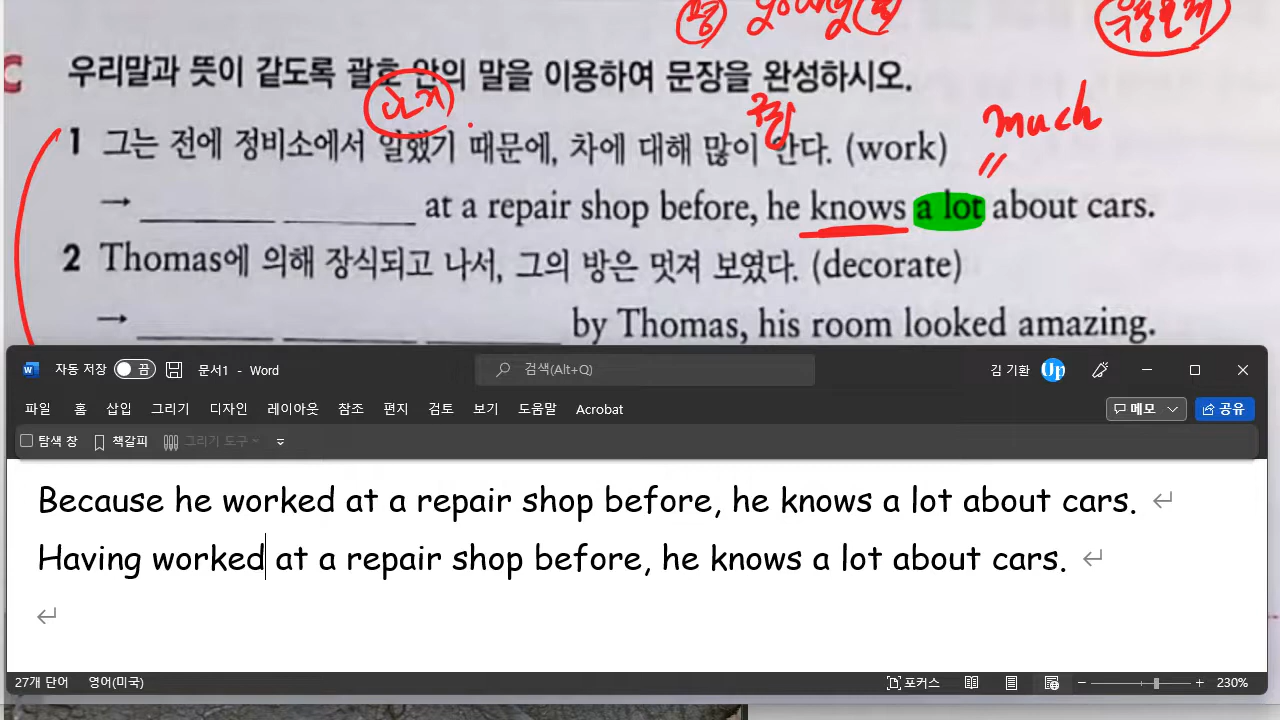 young
C 우리말과 뜻이 같도록 괄호 안의 말을 이용하여 문장을 완성하시오.
much
1 그는 전에 정비소에서 일했기 때문에, 차에 대해 많이 안다. (work)
→ at a repair shop before, he knows a lot about cars.
2 Thomas에 의해 장식되고 나서, 그의 방은 멋져 보였다. (decorate)
→ by Thomas, his room looked amazing.
자동 저장 끔 문서1 - Word 검색(Alt+Q) 김 기환 Up
파일 홈 삽입 그리기 디자인 레이아웃 참조 편지 검토 보기 도움말 Acrobat 메모 공유
탐색 창 책갈피 그리기 도구
Because he worked at a repair shop before, he knows a lot about cars.
Having worked at a repair shop before, he knows a lot about cars.
27개 단어 영어(미국) 포커스 230%